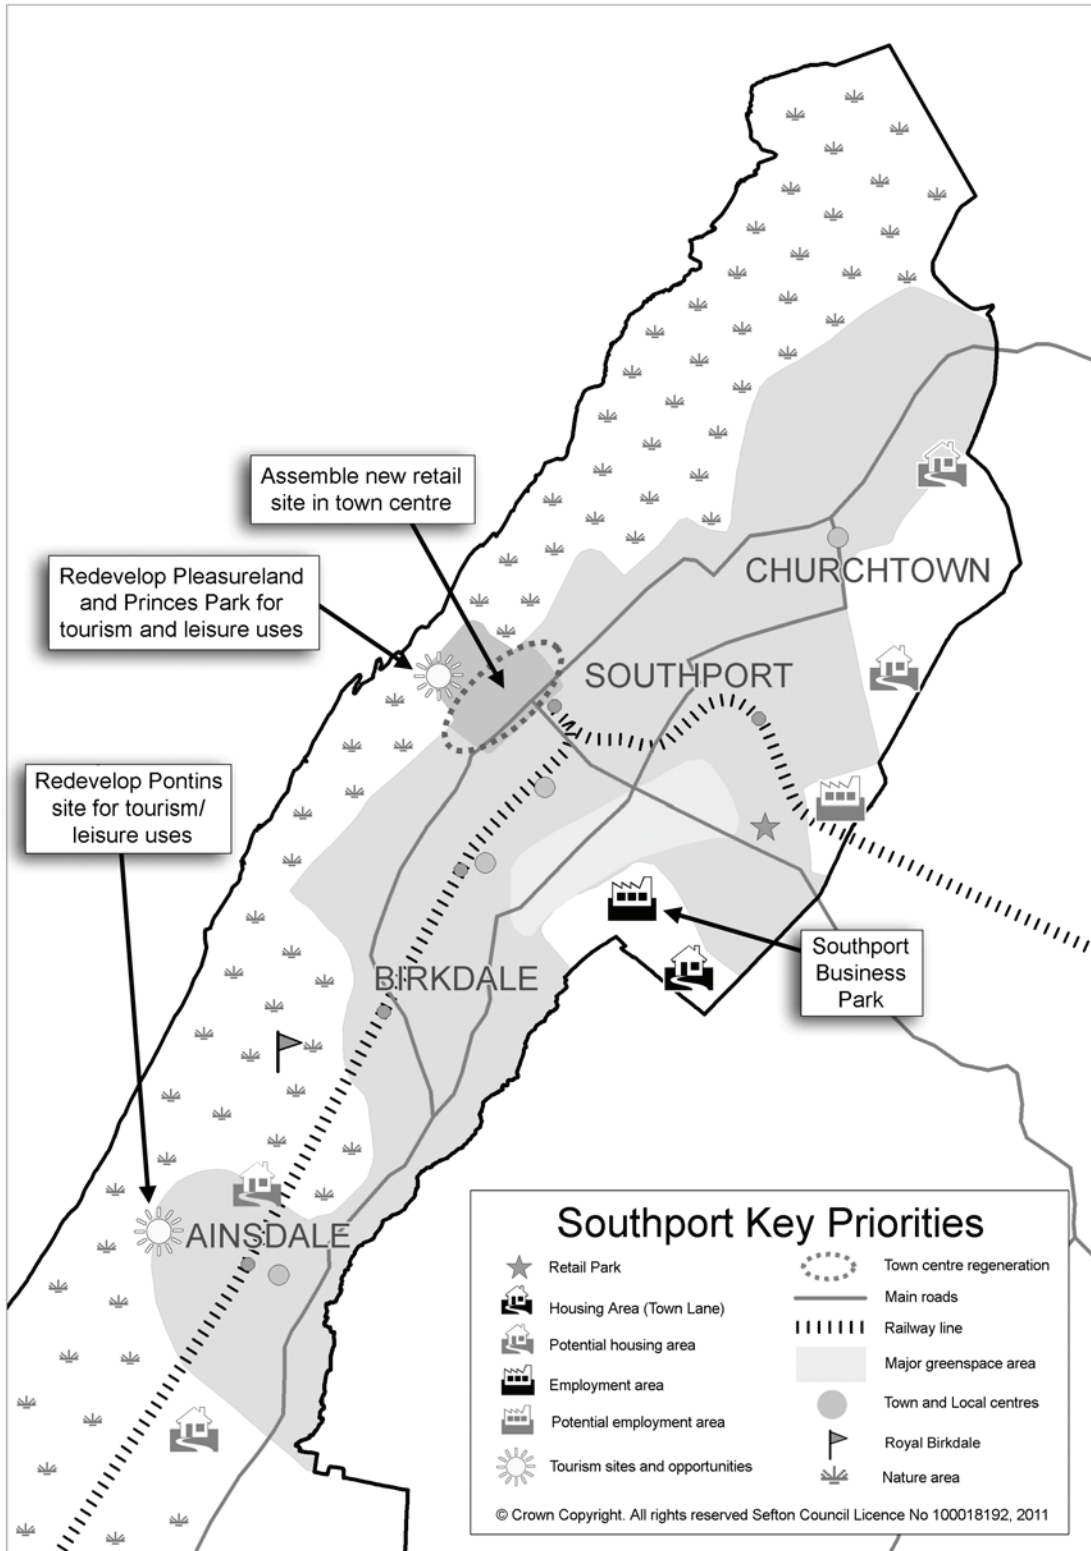 Assemble new retail
site in town centre
Redevelop Pleasureland
and Princes Park for
tourism and leisure uses
CHURCHTOWN
SOUTHPORT
Redevelop Pontins
site for tourism/
leisure uses
Southport
Business
Park
BIRKDALE
AINSDALE
Southport Key Priorities
Retail Park
Housing Area (Town Lane)
Potential housing area
Employment area
Potential employment area
Tourism sites and opportunities
Town centre regeneration
Main roads
Railway line
Major greenspace area
Town and Local centres
Royal Birkdale
Nature area
© Crown Copyright. All rights reserved Sefton Council Licence No 100018192, 2011